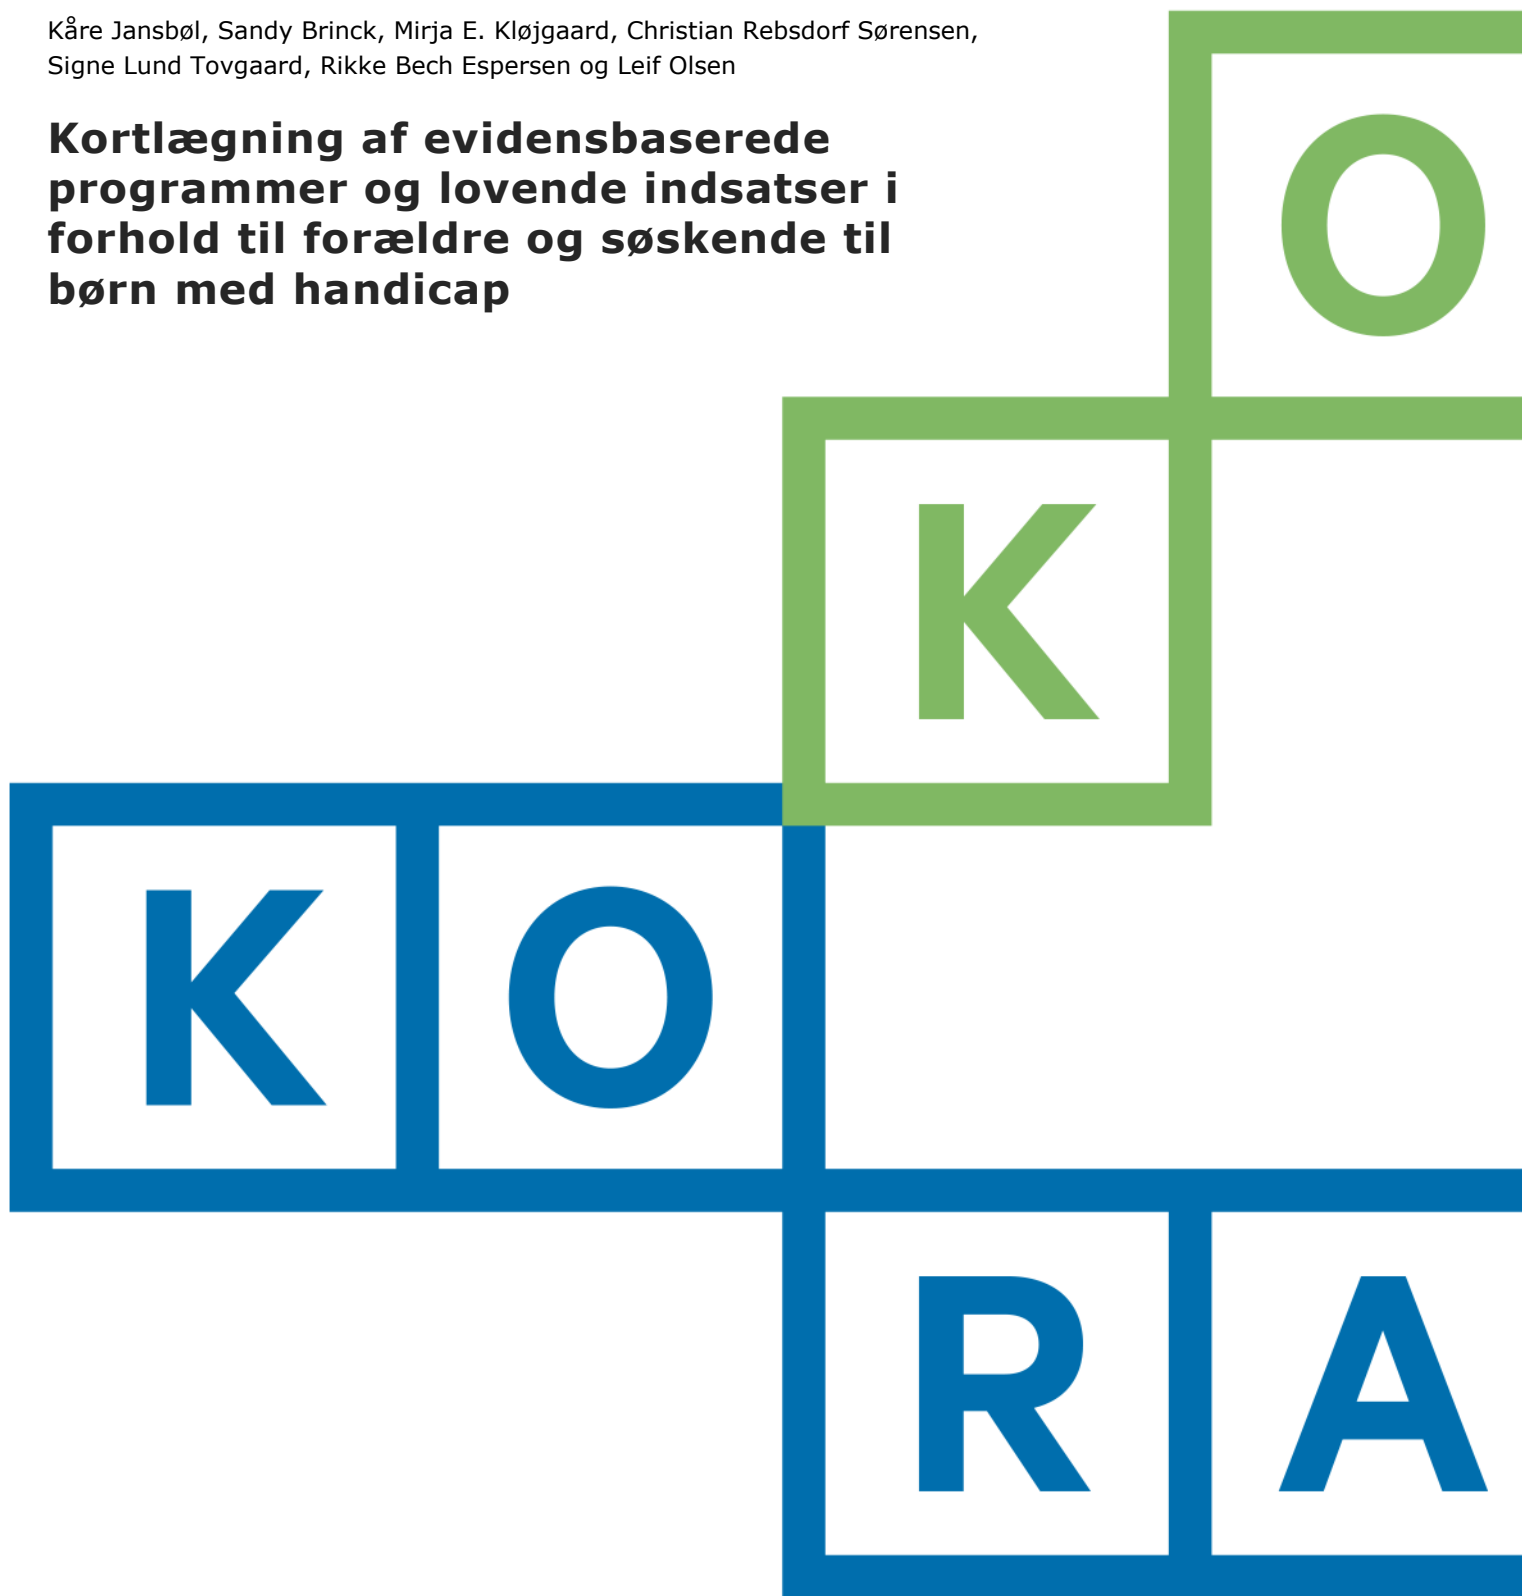 Kåre Jansbøl, Sandy Brinck, Mirja E. Kløjgaard, Christian Rebsdorf Sørensen,
Signe Lund Tovgaard, Rikke Bech Espersen og Leif Olsen
Kortlægning af evidensbaserede
programmer og lovende indsatser i
forhold til forældre og søskende til
børn med handicap
O
K
K O
R A